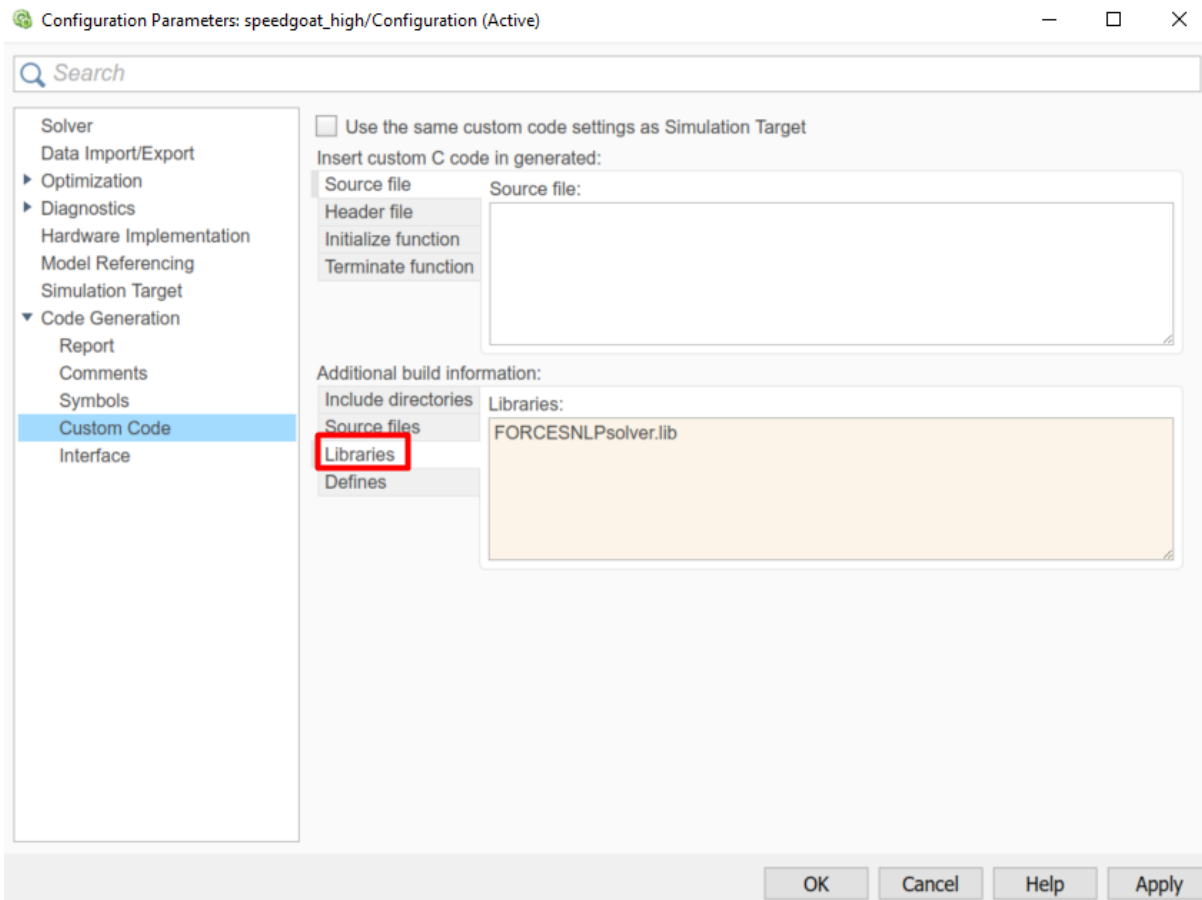 Configuration Parameters: speedgoat_high/Configuration (Active)
Search
Solver
Data Import/Export
Optimization
Diagnostics
Hardware Implementation
Model Referencing
Simulation Target
Code Generation
Report
Comments
Symbols
Custom Code
Interface
Use the same custom code settings as Simulation Target
Insert custom C code in generated:
Source file
Header file
Initialize function
Terminate function
Source file:
Additional build information:
Include directories
Source files
Libraries
Defines
Libraries:
FORCESNLPsolver.lib
OK
Cancel
Help
Apply